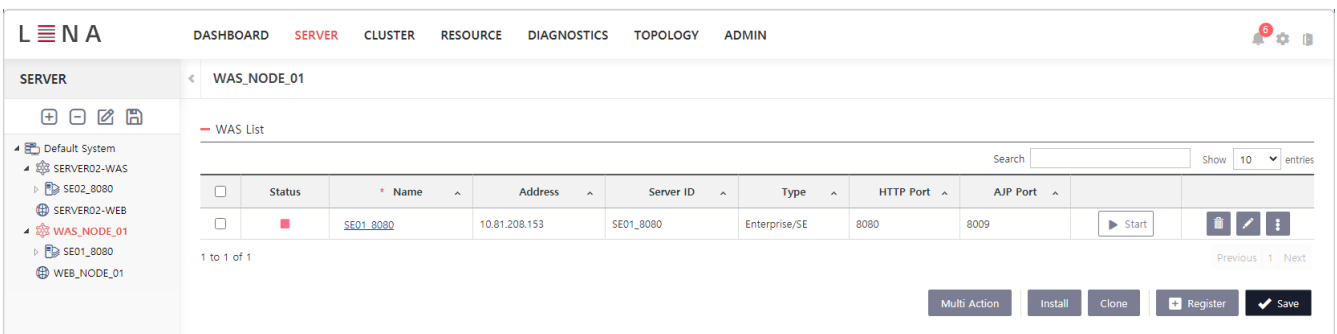 LENA
DASHBOARD SERVER CLUSTER RESOURCE DIAGNOSTICS TOPOLOGY ADMIN
6
SERVER
WAS_NODE_01
Default System
SERVER02-WAS
SE02_8080
SERVER02-WEB
WAS_NODE_01
SE01_8080
WEB_NODE_01
WAS List
Search
Show 10 entries
Status * Name Address Server ID Type HTTP Port AJP Port
SE01_8080 10.81.208.153 SE01_8080 Enterprise/SE 8080 8009 Start
1 to 1 of 1
Previous 1 Next
Multi Action Install Clone Register Save